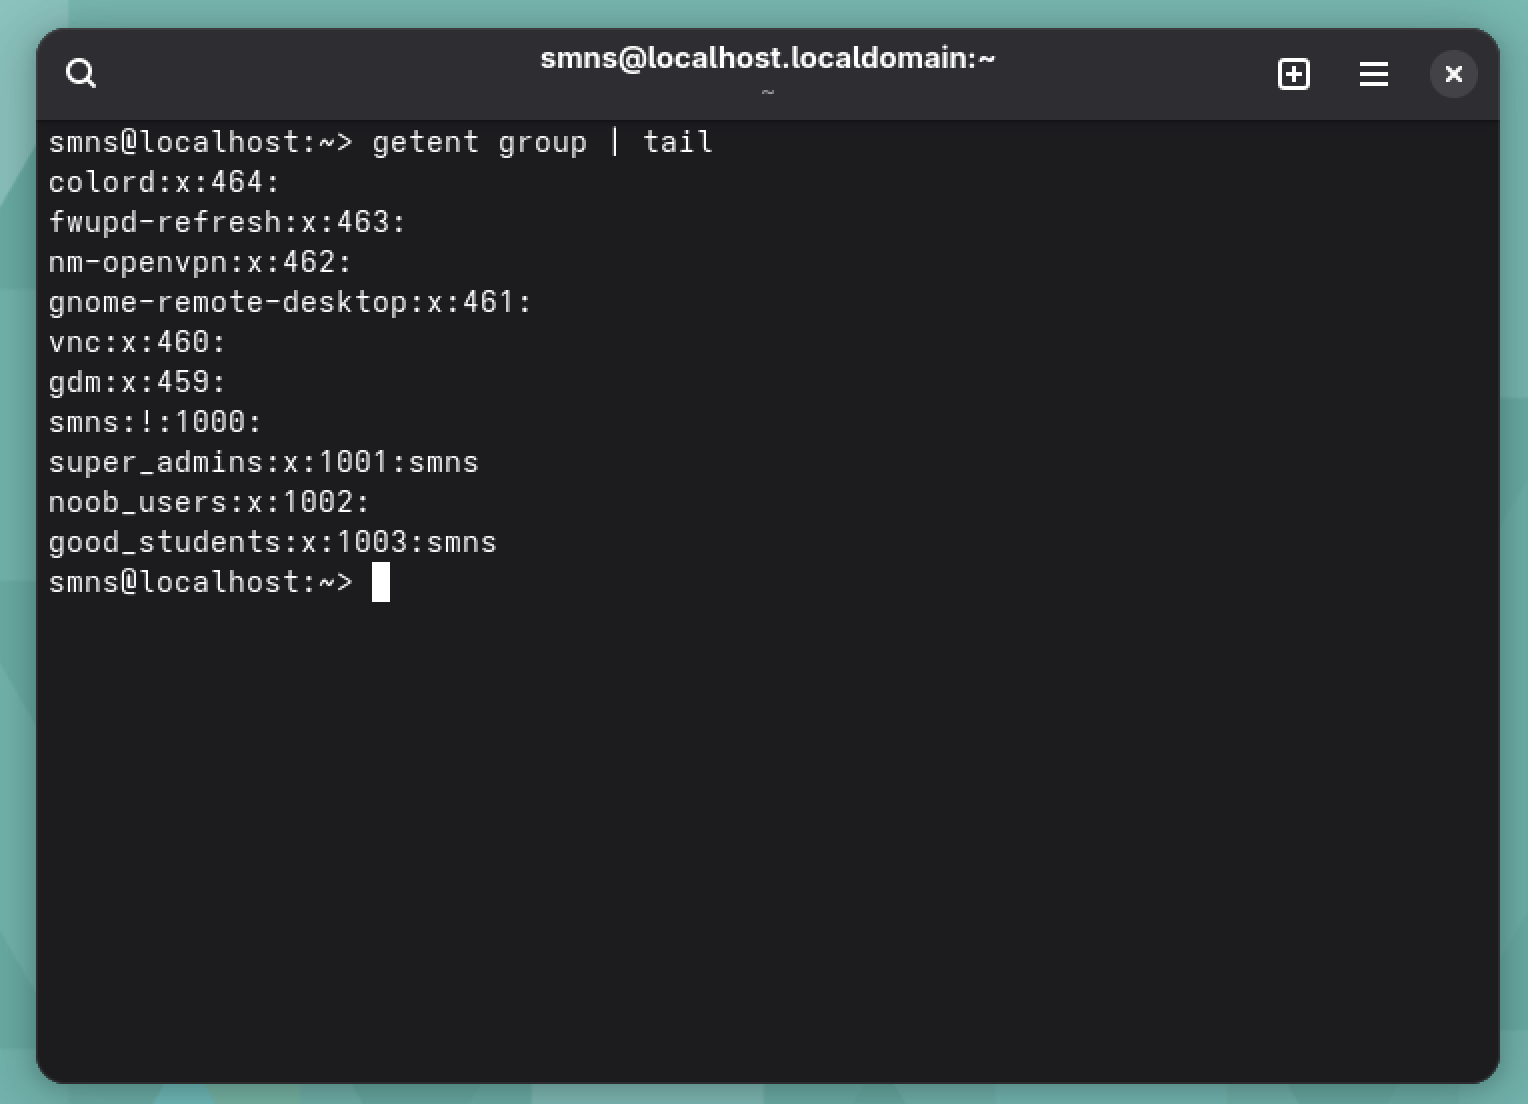 smns@localhost.localdomain:~
~
smns@localhost:~> getent group | tail
colord:x:464:
fwupd-refresh:x:463:
nm-openvpn:x:462:
gnome-remote-desktop:x:461:
vnc:x:460:
gdm:x:459:
smns:!:1000:
super_admins:x:1001:smns
noob_users:x:1002:
good_students:x:1003:smns
smns@localhost:~>